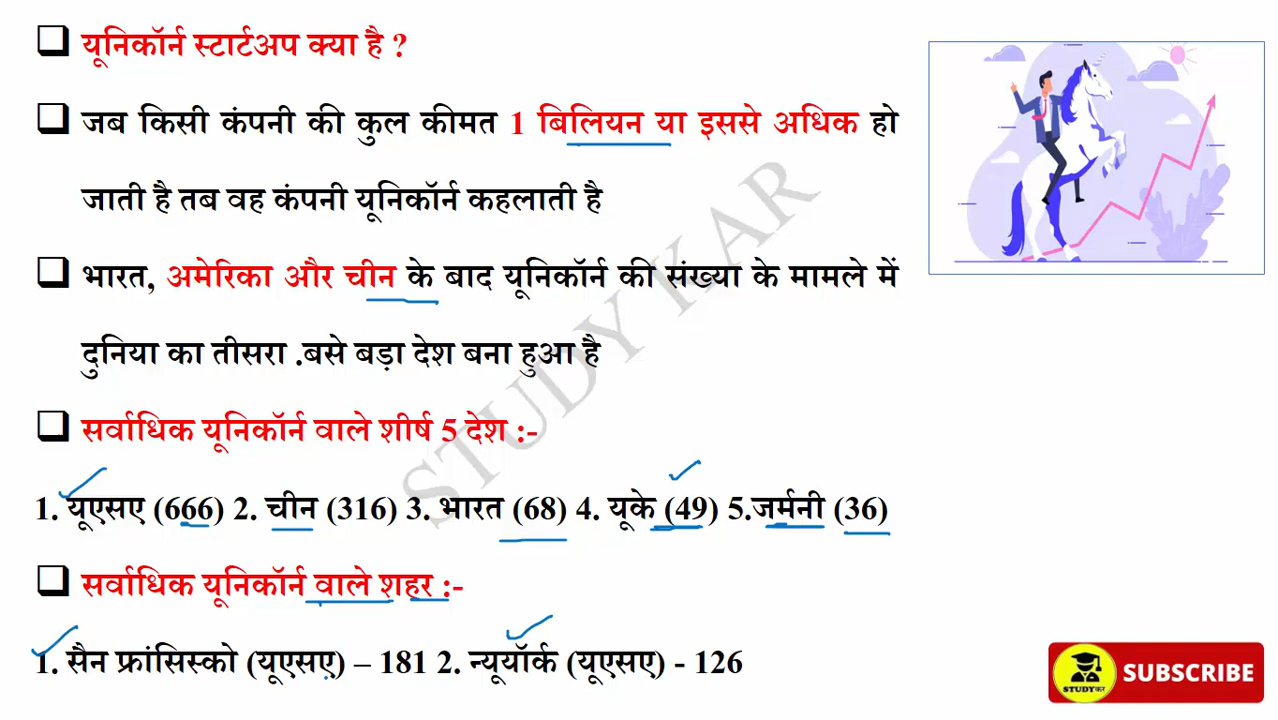 ❑ यूनिकॉर्न स्टार्टअप क्या है ?
❑ जब किसी कंपनी की कुल कीमत 1 बिलियन या इससे अधिक हो
जाती है तब वह कंपनी यूनिकॉर्न कहलाती है
❑ भारत, अमेरिका और चीन के बाद यूनिकॉर्न की संख्या के मामले में
दुनिया का तीसरा .बसे बड़ा देश बना हुआ है
❑ सर्वाधिक यूनिकॉर्न वाले शीर्ष 5 देश :-
1. यूएसए (666) 2. चीन (316) 3. भारत (68) 4. यूके (49) 5.जर्मनी (36)
❑ सर्वाधिक यूनिकॉर्न वाले शहर :-
1. सैन फ्रांसिस्को (यूएसए) – 181 2. न्यूयॉर्क (यूएसए) - 126
STUDY KAR
STUDYकर
SUBSCRIBE